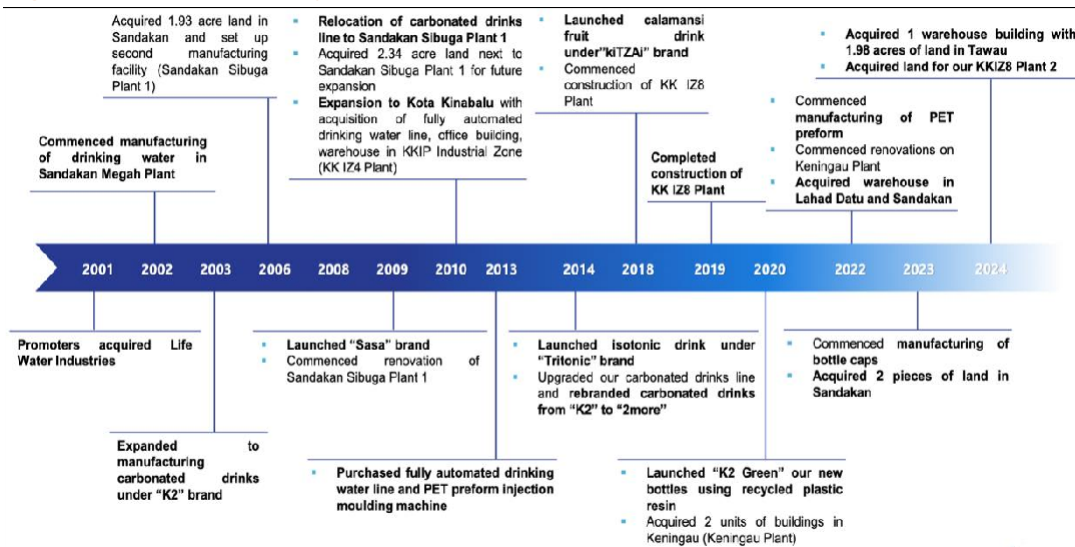 Acquired 1.93 acre land in
Sandakan and set up
second manufacturing
facility (Sandakan Sibuga
Plant 1)
Commenced manufacturing
of drinking water in
Sandakan Megah Plant
Relocation of carbonated drinks
line to Sandakan Sibuga Plant 1
Acquired 2.34 acre land next to
Sandakan Sibuga Plant 1 for future
expansion
Expansion to Kota Kinabalu with
acquisition of fully automated
drinking water line, office building,
warehouse in KKIP Industrial Zone
(KK IZ4 Plant)
Launched calamansi
fruit drink
under"kiTZAi" brand
Commenced
construction of KK IZ8
Plant
Completed
construction of
KK IZ8 Plant
Acquired 1 warehouse building with
1.98 acres of land in Tawau
Acquired land for our KKIZ8 Plant 2
Commenced
manufacturing of PET
preform
Commenced renovations on
Keningau Plant
Acquired warehouse in
Lahad Datu and Sandakan
2001 2002 2003 2006 2008 2009 2010 2013 2014 2018 2019 2020 2022 2023 2024
Promoters acquired Life
Water Industries
Expanded to
manufacturing
carbonated drinks
under "K2" brand
Launched "Sasa" brand
Commenced renovation of
Sandakan Sibuga Plant 1
Purchased fully automated drinking
water line and PET preform injection
moulding machine
Launched isotonic drink under
"Tritonic" brand
Upgraded our carbonated drinks line
and rebranded carbonated drinks
from "K2" to "2more"
Launched "K2 Green" our new
bottles using recycled plastic
resin
Acquired 2 units of buildings in
Keningau (Keningau Plant)
Commenced manufacturing of
bottle caps
Acquired 2 pieces of land in
Sandakan